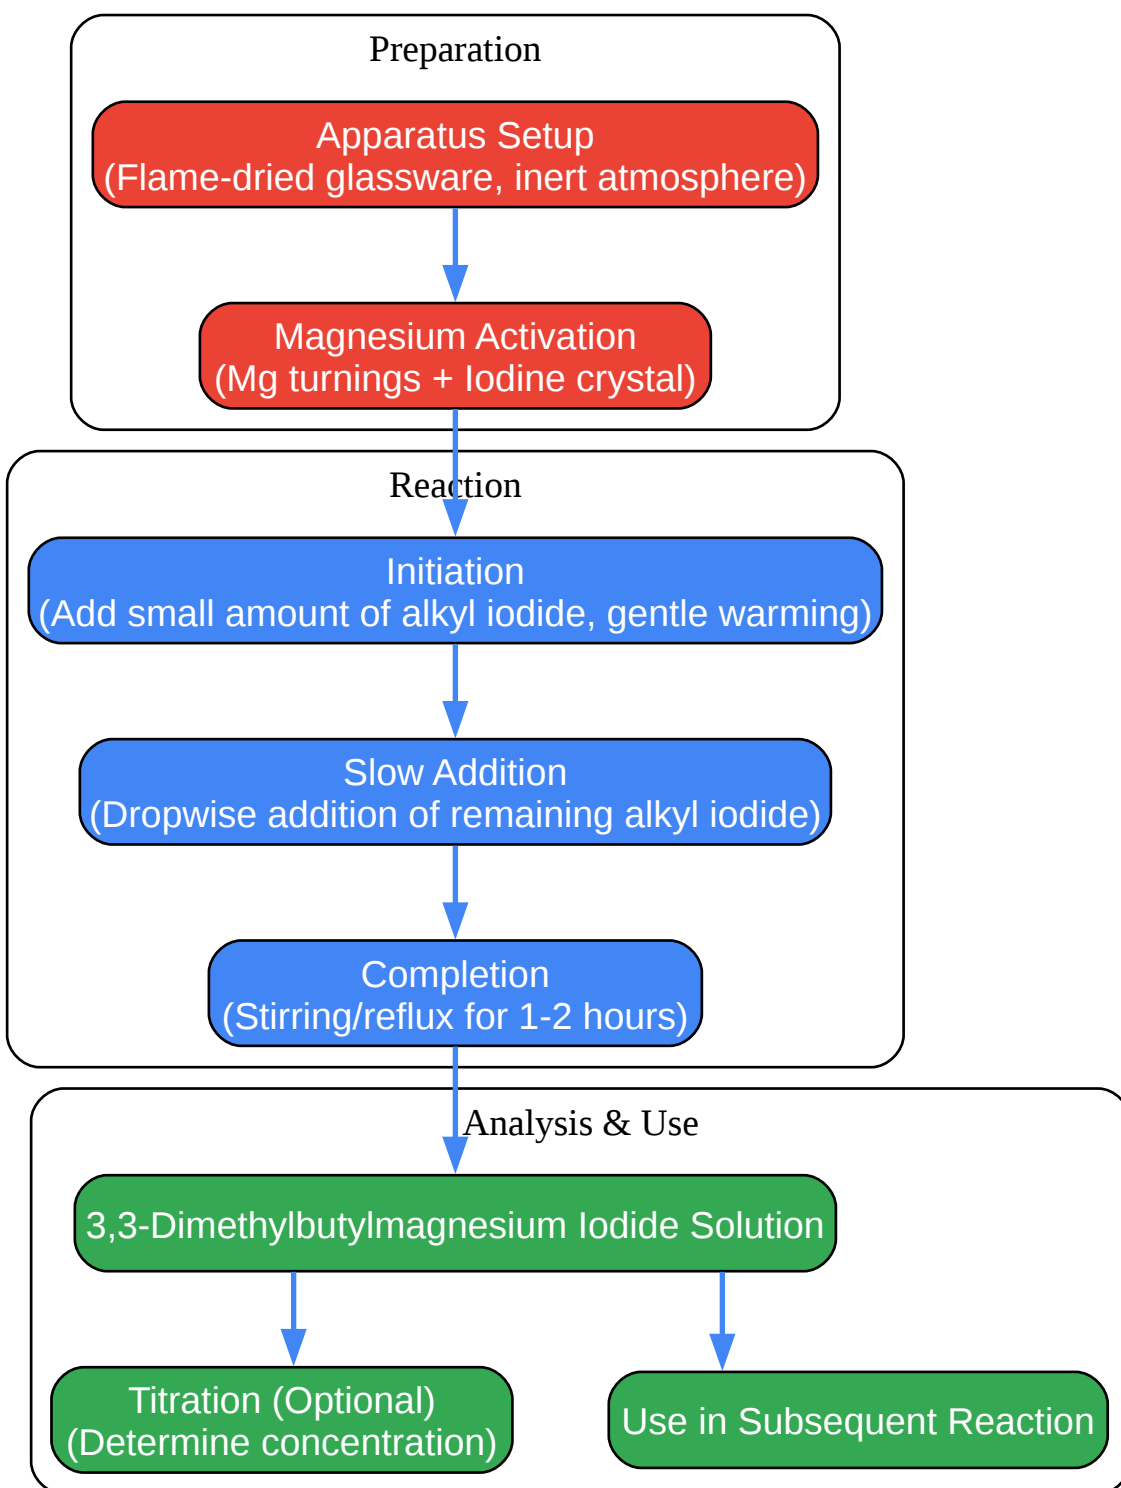 Preparation
Apparatus Setup
(Flame-dried glassware, inert atmosphere)
Magnesium Activation
(Mg turnings + Iodine crystal)
Reaction
Initiation
(Add small amount of alkyl iodide, gentle warming)
Slow Addition
(Dropwise addition of remaining alkyl iodide)
Completion
(Stirring/reflux for 1-2 hours)
Analysis & Use
3,3-Dimethylbutylmagnesium Iodide Solution
Titration (Optional)
(Determine concentration)
Use in Subsequent Reaction